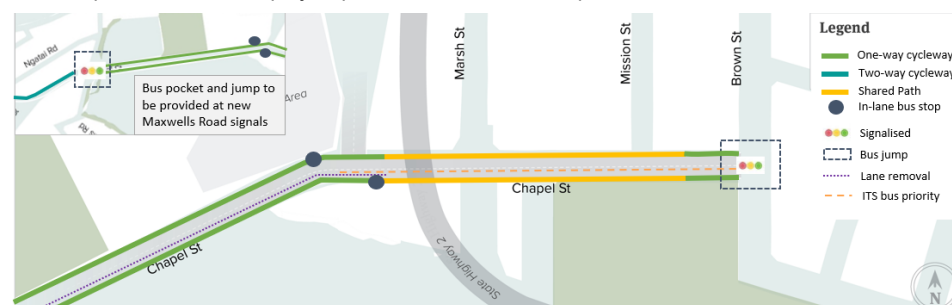 Ngatai Rd
Bus pocket and jump to
be provided at new
Maxwells Road signals
Area
Marsh St
Mission St
Brown St
Chapel St
Chapel St
State Highway 2
Legend
One-way cycleway
Two-way cycleway
Shared Path
In-lane bus stop
Signalised
Bus jump
Lane removal
ITS bus priority
N